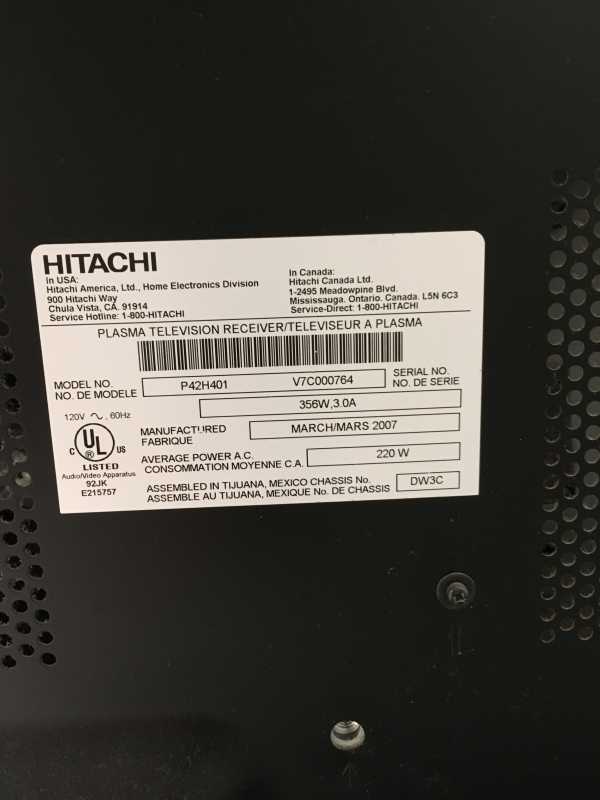 HITACHI
In USA:
Hitachi America, Ltd., Home Electronics Division
900 Hitachi Way
Chula Vista, CA. 91914
Service Hotline: 1-800-HITACHI
In Canada:
Hitachi Canada Ltd.
1-2495 Meadowpine Blvd.
Mississauga. Ontario. Canada. L5N 6C3
Service-Direct: 1-800-HITACHI
PLASMA TELEVISION RECEIVER/TELEVISEUR A PLASMA
MODEL NO.
NO. DE MODELE
P42H401 V7C000764
SERIAL NO.
NO. DE SERIE
356W,3.0A
120V ~, 60Hz
C UL ® US
LISTED
Audio/Video Apparatus
92JK
E215757
MANUFACTURED
FABRIQUE
MARCH/MARS 2007
AVERAGE POWER A.C.
CONSOMMATION MOYENNE C.A.
220 W
ASSEMBLED IN TIJUANA, MEXICO CHASSIS No.
ASSEMBLE AU TIJUANA, MEXIQUE No. DE CHASSIS
DW3C